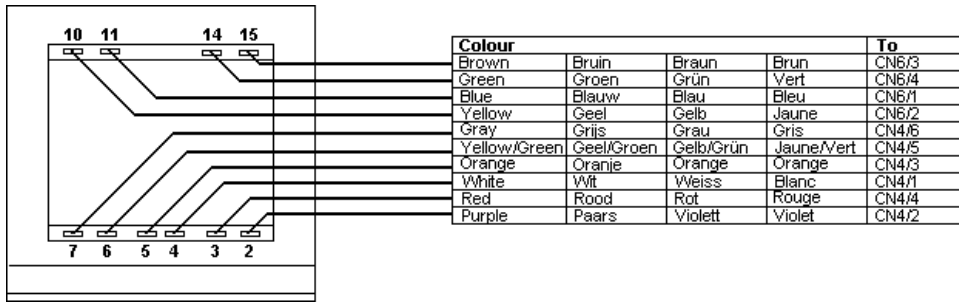 10 11 14 15
Colour To
Brown Bruin Braun Brun CN6/3
Green Groen Grün Vert CN6/4
Blue Blauw Blau Bleu CN6/1
Yellow Geel Gelb Jaune CN6/2
Gray Grijs Grau Gris CN4/6
Yellow/Green Geel/Groen Gelb/Grün Jaune/Vert CN4/5
Orange Oranje Orange Orange CN4/3
White Wit Weiss Blanc CN4/1
Red Rood Rot Rouge CN4/4
Purple Paars Violett Violet CN4/2
7 6 5 4 3 2